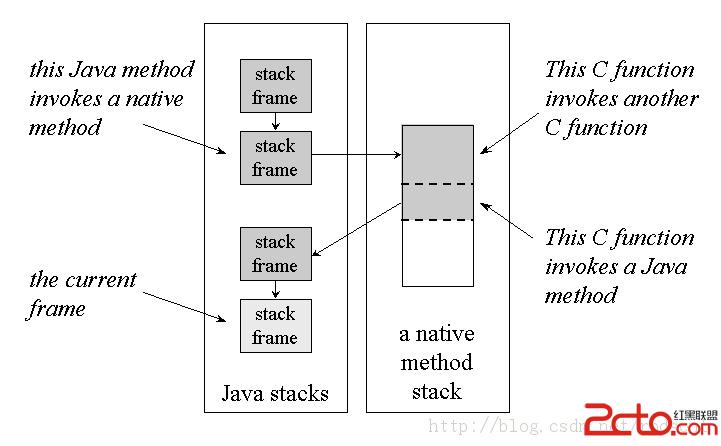 this Java method
invokes a native
method
stack
frame
stack
frame
stack
frame
stack
frame
the current
frame
Java stacks
This C function
invokes another
C function
This C function
invokes a Java
method
a native
method
stack
http://blog.csdn.net/
红黑联盟
2cto.com